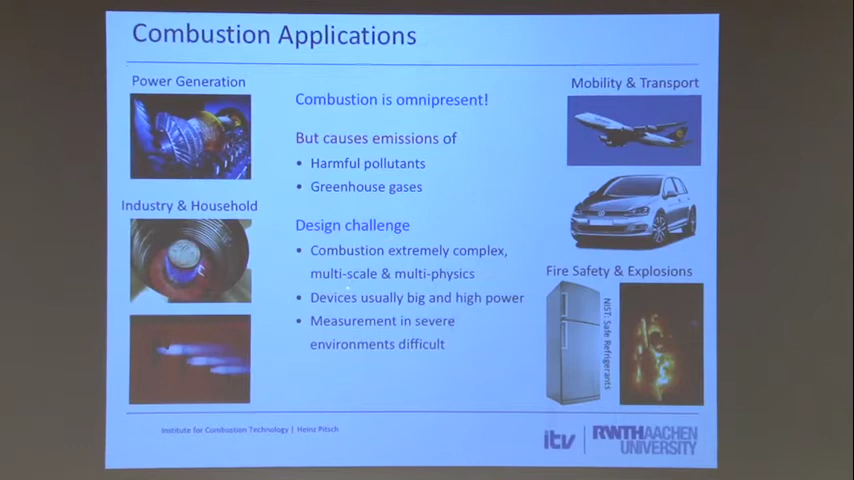 Combustion Applications
Power Generation
Industry & Household
Combustion is omnipresent!
But causes emissions of
• Harmful pollutants
• Greenhouse gases
Design challenge
• Combustion extremely complex,
multi-scale & multi-physics
• Devices usually big and high power
• Measurement in severe
environments difficult
Mobility & Transport
Fire Safety & Explosions
NIST: Safe Refrigerants
Institute for Combustion Technology | Heinz Pitsch
itv
RWTHAACHEN
UNIVERSITY